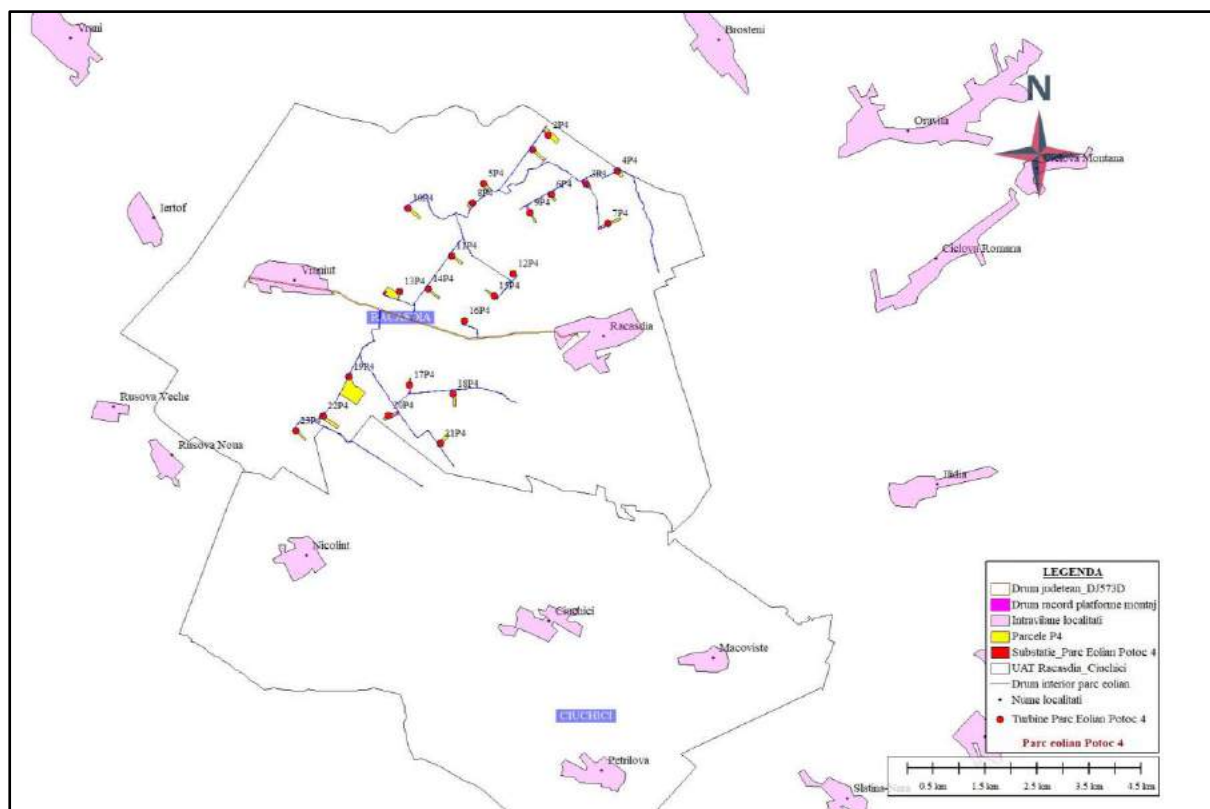 Vrani
Brosteni
Oravita
N
Ciclova Montana
2P4
4P4
3P4
5P4
6P4
8P4
9P4
10P4
7P4
Iertof
Ciclova Romana
11P4
12P4
Vraniut
13P4
14P4
15P4
16P4
RACASDIA
Racasdia
19P4
17P4
18P4
Rusova Veche
22P4
20P4
23P4
21P4
Rusova Noua
Ilidia
Nicolint
Ciuchici
Macoviste
CIUCHICI
Petrilova
LEGENDA
Drum judetean_DJ573D
Drum racord platforme montaj
Intravilane localitati
Parcele P4
Substatie_Parc Eolian Potoc 4
UAT Racasdia_Ciuchici
Drum interior parc eolian
Nume localitati
Turbine Parc Eolian Potoc 4
Parc eolian Potoc 4
0.5 km 1.5 km 2.5 km 3.5 km 4.5 km